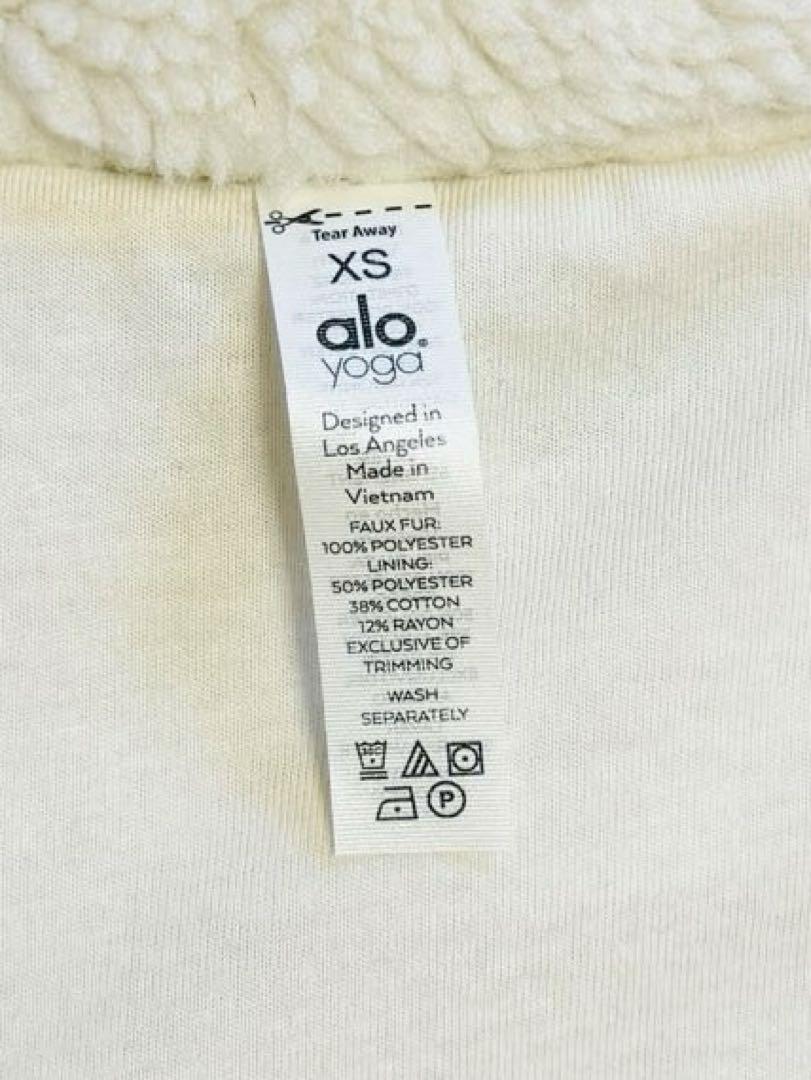 Tear Away
XS
alo®
yoga
Designed in
Los Angeles
Made in
Vietnam
FAUX FUR:
100% POLYESTER
LINING:
50% POLYESTER
38% COTTON
12% RAYON
EXCLUSIVE OF
TRIMMING
WASH
SEPARATELY
P